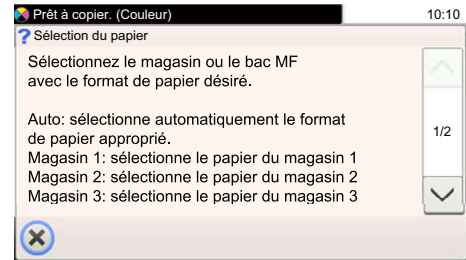 Prêt à copier. (Couleur)
10:10
Sélection du papier
Sélectionnez le magasin ou le bac MF
avec le format de papier désiré.
Auto: sélectionne automatiquement le format
de papier approprié.
Magasin 1: sélectionne le papier du magasin 1
Magasin 2: sélectionne le papier du magasin 2
Magasin 3: sélectionne le papier du magasin 3
1/2